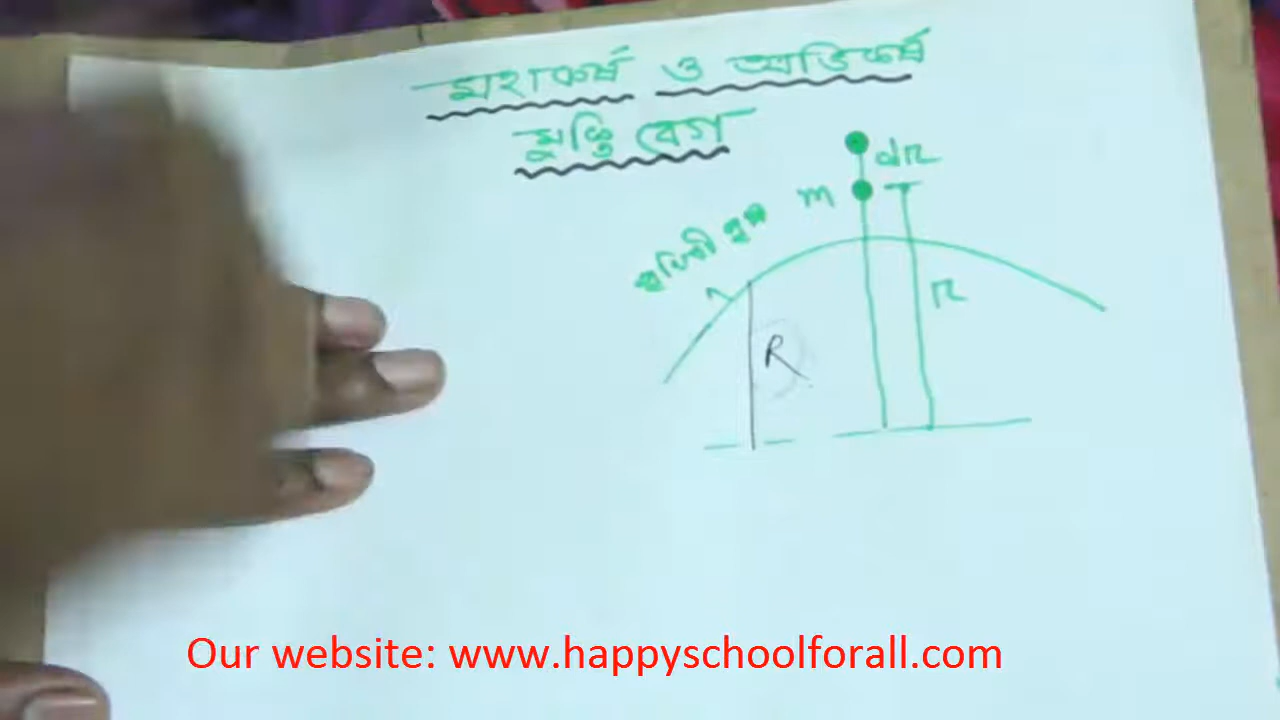 মহাকর্ষ ও অভিকর্ষ
মুক্তি বেগ
dr
m
পৃথিবী পৃষ্ঠ
r
R
Our website: www.happyschoolforall.com